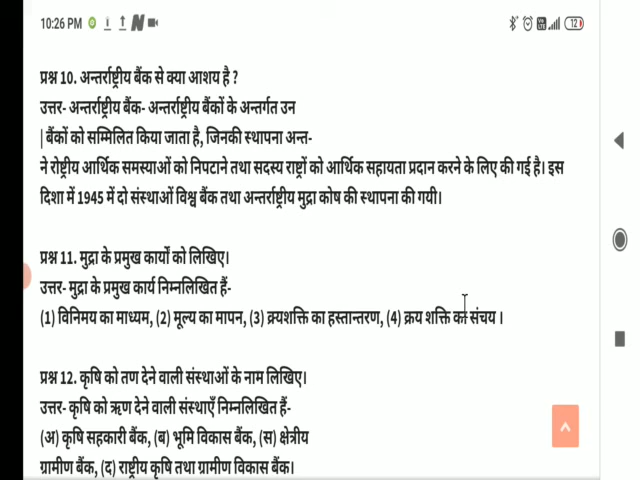 10:26 PM
12
प्रश्न 10. अन्तर्राष्ट्रीय बैंक से क्या आशय है ?
उत्तर- अन्तर्राष्ट्रीय बैंक- अन्तर्राष्ट्रीय बैंकों के अन्तर्गत उन
| बैंकों को सम्मिलित किया जाता है, जिनकी स्थापना अन्त-
ने रोष्ट्रीय आर्थिक समस्याओं को निपटाने तथा सदस्य राष्ट्रों को आर्थिक सहायता प्रदान करने के लिए की गई है। इस
दिशा में 1945 में दो संस्थाओं विश्व बैंक तथा अन्तर्राष्ट्रीय मुद्रा कोष की स्थापना की गयी।
प्रश्न 11. मुद्रा के प्रमुख कार्यों को लिखिए।
उत्तर- मुद्रा के प्रमुख कार्य निम्नलिखित हैं-
(1) विनिमय का माध्यम, (2) मूल्य का मापन, (3) क्रयशक्ति का हस्तान्तरण, (4) क्रय शक्ति का संचय ।
प्रश्न 12. कृषि को तण देने वाली संस्थाओं के नाम लिखिए।
उत्तर- कृषि को ऋण देने वाली संस्थाएँ निम्नलिखित हैं-
(अ) कृषि सहकारी बैंक, (ब) भूमि विकास बैंक, (स) क्षेत्रीय
ग्रामीण बैंक, (द) राष्ट्रीय कृषि तथा ग्रामीण विकास बैंक।